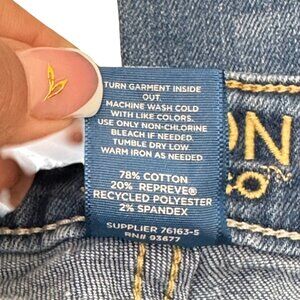 TURN GARMENT INSIDE
OUT.
MACHINE WASH COLD
WITH LIKE COLORS.
USE ONLY NON-CHLORINE
BLEACH IF NEEDED.
TUMBLE DRY LOW.
WARM IRON AS NEEDED.
78% COTTON
20% REPREVE®
RECYCLED POLYESTER
2% SPANDEX
SUPPLIER 76163-5
RN# 93677
ON